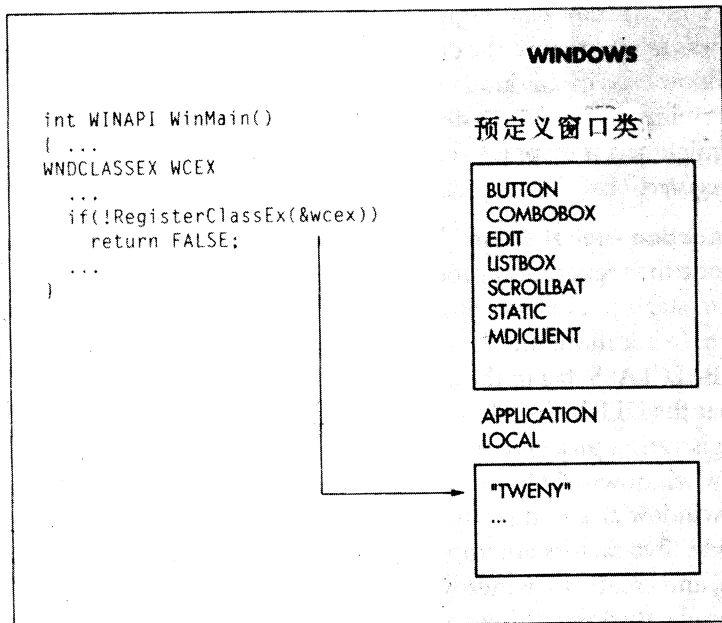 int WINAPI WinMain()
{ ...
WNDCLASSEX WCEX
...
if(!RegisterClassEx(&wcex))
return FALSE;
...
}
WINDOWS
预定义窗口类
BUTTON
COMBOBOX
EDIT
LISTBOX
SCROLLBAT
STATIC
MDICLIENT
APPLICATION
LOCAL
"TWENY"
...